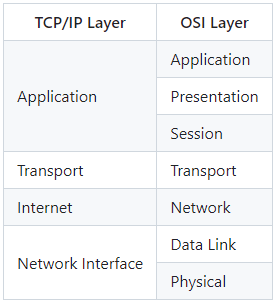 TCP/IP Layer OSI Layer
Application Application
Presentation
Session
Transport Transport
Internet Network
Network Interface Data Link
Physical